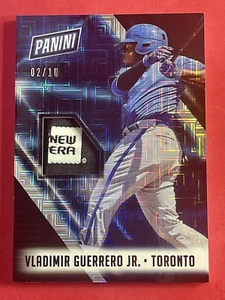 PANINI
02/10
NEW
ERA
®
VLADIMIR GUERRERO JR. • TORONTO